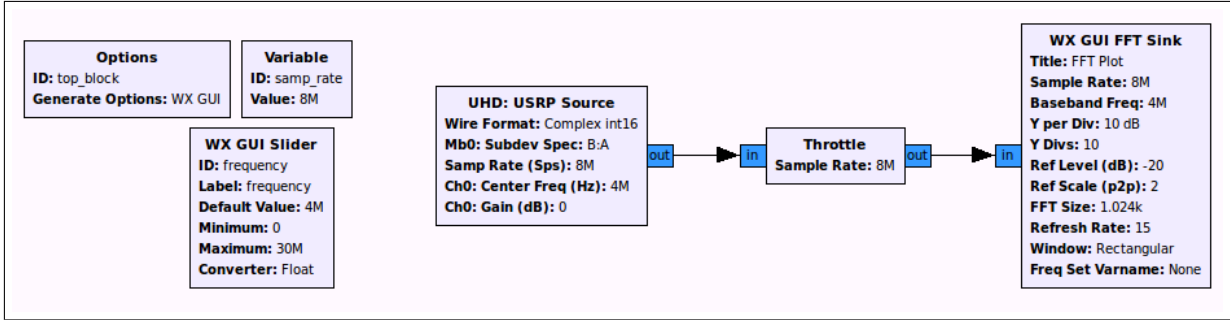 Options
ID: top_block
Generate Options: WX GUI
Variable
ID: samp_rate
Value: 8M
WX GUI Slider
ID: frequency
Label: frequency
Default Value: 4M
Minimum: 0
Maximum: 30M
Converter: Float
UHD: USRP Source
Wire Format: Complex int16
Mb0: Subdev Spec: B:A
Samp Rate (Sps): 8M
Ch0: Center Freq (Hz): 4M
Ch0: Gain (dB): 0
out
in
Throttle
Sample Rate: 8M
out
in
WX GUI FFT Sink
Title: FFT Plot
Sample Rate: 8M
Baseband Freq: 4M
Y per Div: 10 dB
Y Divs: 10
Ref Level (dB): -20
Ref Scale (p2p): 2
FFT Size: 1.024k
Refresh Rate: 15
Window: Rectangular
Freq Set Varname: None